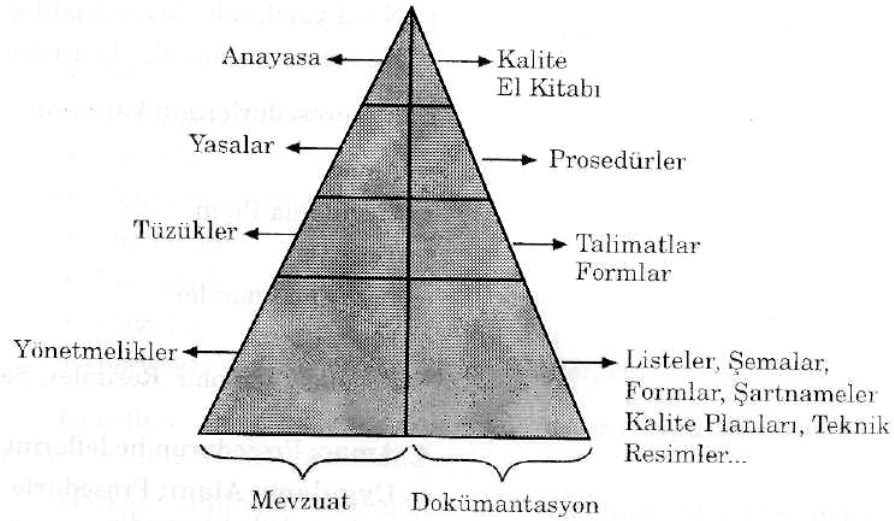 Anayasa
Kalite
El Kitabı
Yasalar
Prosedürler
Tüzükler
Talimatlar
Formlar
Yönetmelikler
Listeler, Şemalar,
Formlar, Şartnameler
Kalite Planları, Teknik
Resimler...
Mevzuat
Dokümantasyon